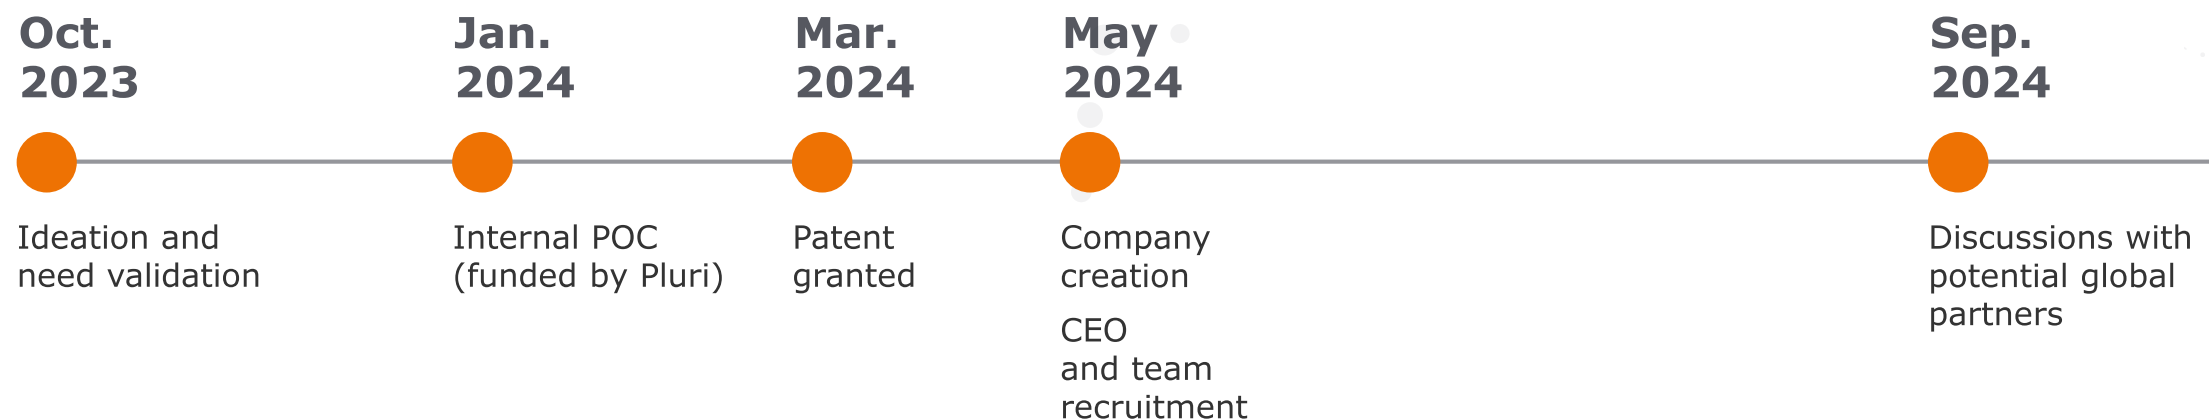 Oct.
2023
Jan.
2024
Mar.
2024
May
2024
Sep.
2024
Ideation and
need validation
Internal POC
(funded by Pluri)
Patent
granted
Company
creation
CEO
and team
recruitment
Discussions with
potential global
partners